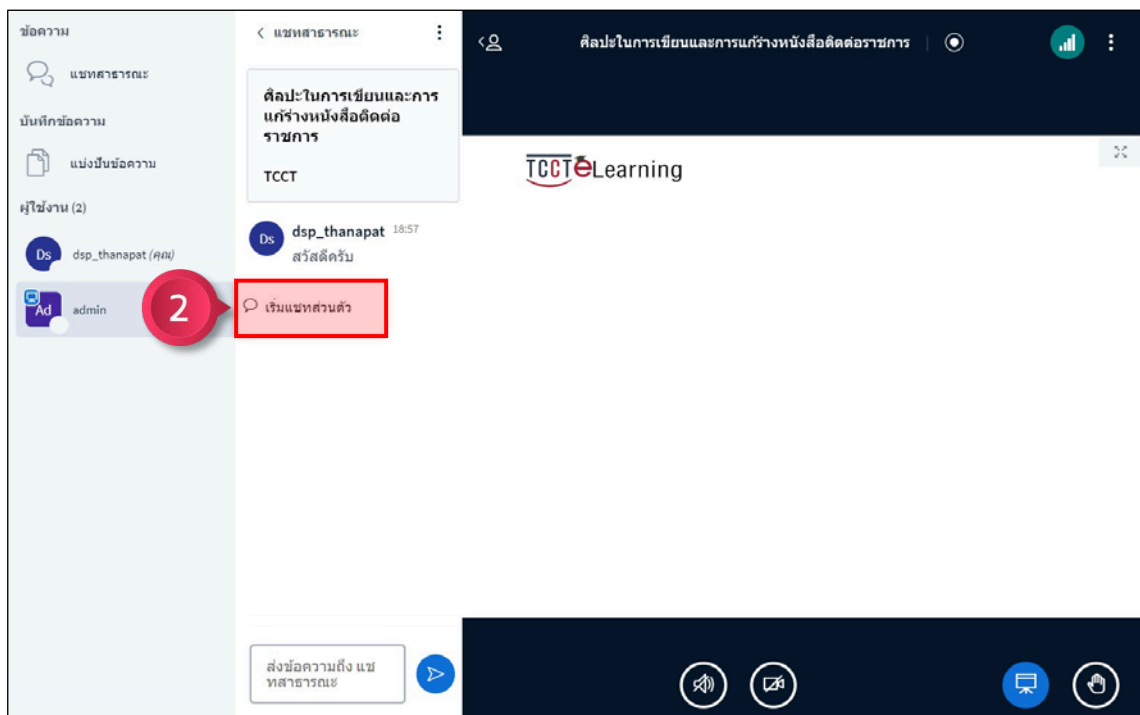 ข้อความ
แชทสาธารณะ
บันทึกข้อความ
แบ่งปันข้อความ
ผู้ใช้งาน (2)
Ds dsp_thanapat (คุณ)
Ad admin
2
แชทสาธารณะ
ศิลปะในการเขียนและการ
แก้ร่างหนังสือติดต่อ
ราชการ
TCCT
Ds dsp_thanapat 18:57
สวัสดีครับ
เริ่มแชทส่วนตัว
ส่งข้อความถึง แช
ทสาธารณะ
ศิลปะในการเขียนและการแก้ร่างหนังสือติดต่อราชการ
TCCT eLearning